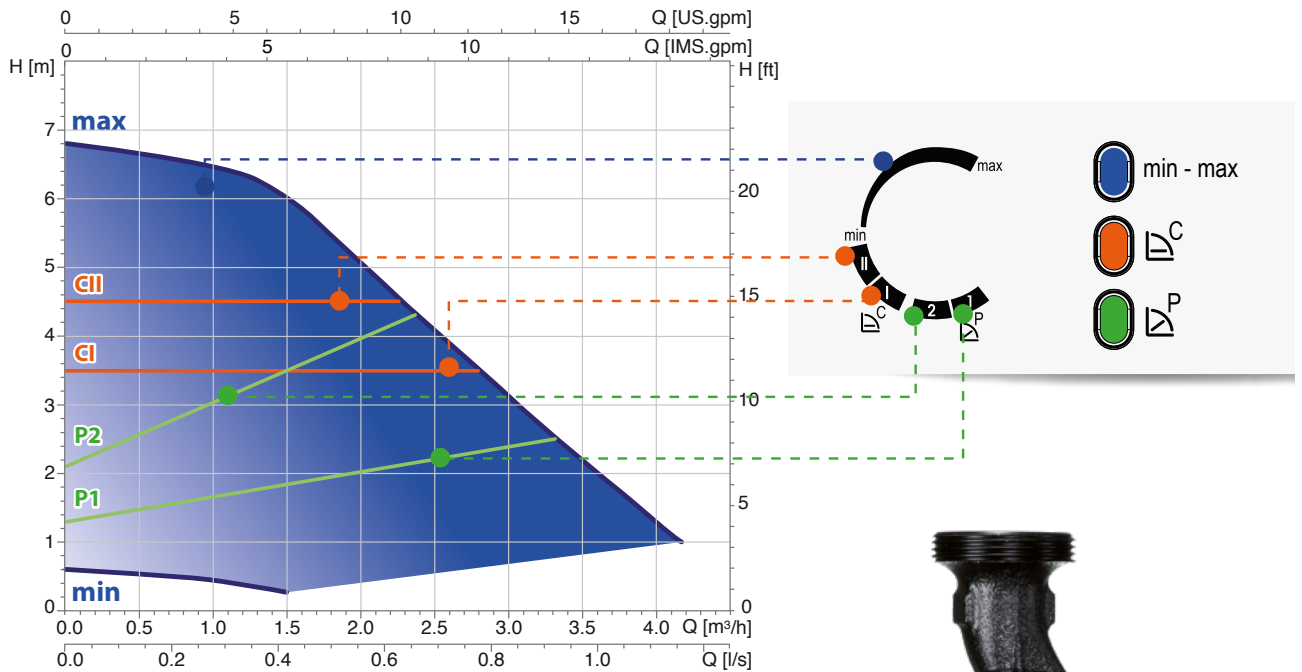 0 5 10 15 Q [US.gpm]
0 5 10 Q [IMS.gpm]
H [m] H [ft]
7 max
6 20
5
CII 15
4
CI
3 10
P2
2
P1 5
1
min
0 0
0.0 0.5 1.0 1.5 2.0 2.5 3.0 3.5 4.0 Q [m³/h]
0.0 0.2 0.4 0.6 0.8 1.0 Q [l/s]
max
min
II
I
2
1
C
P
min - max
C
P